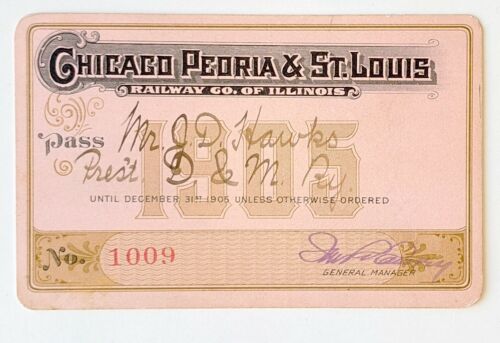 CHICAGO PEORIA & ST. LOUIS
RAILWAY CO. OF ILLINOIS
1905
Pass Mr. J. D. Hawks
Prest. D & M. Ry.
UNTIL DECEMBER 31ST 1905 UNLESS OTHERWISE ORDERED
No. 1009
GENERAL MANAGER